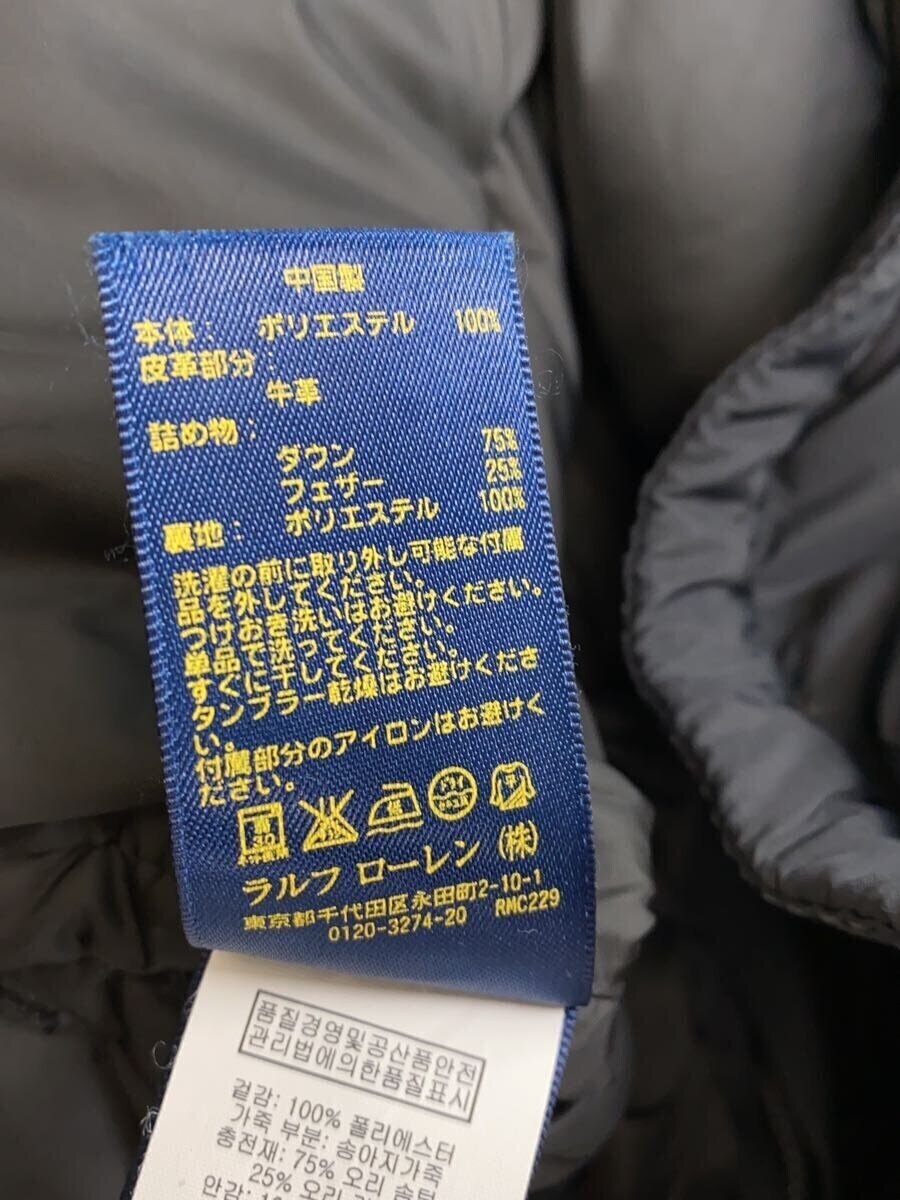 中国製
本体: ポリエステル 100%
皮革部分:
牛革
詰め物:
ダウン 75%
フェザー 25%
裏地: ポリエステル 100%
洗濯の前に取り外し可能な付属
品を外してください。
つけおき洗いはお避けください。
単品で洗ってください。
すぐに干してください。
タンブラー乾燥はお避けくださ
い。
付属部分のアイロンはお避けく
ださい。
ラルフ ローレン (株)
東京都千代田区永田町2-10-1
0120-3274-20 RMC229
품질경영및공산품안전
관리법에의한품질표시
겉감: 100% 폴리에스터
가죽 부분: 송아지가죽
충전재: 75% 오리 솜털
25% 오리
안감: